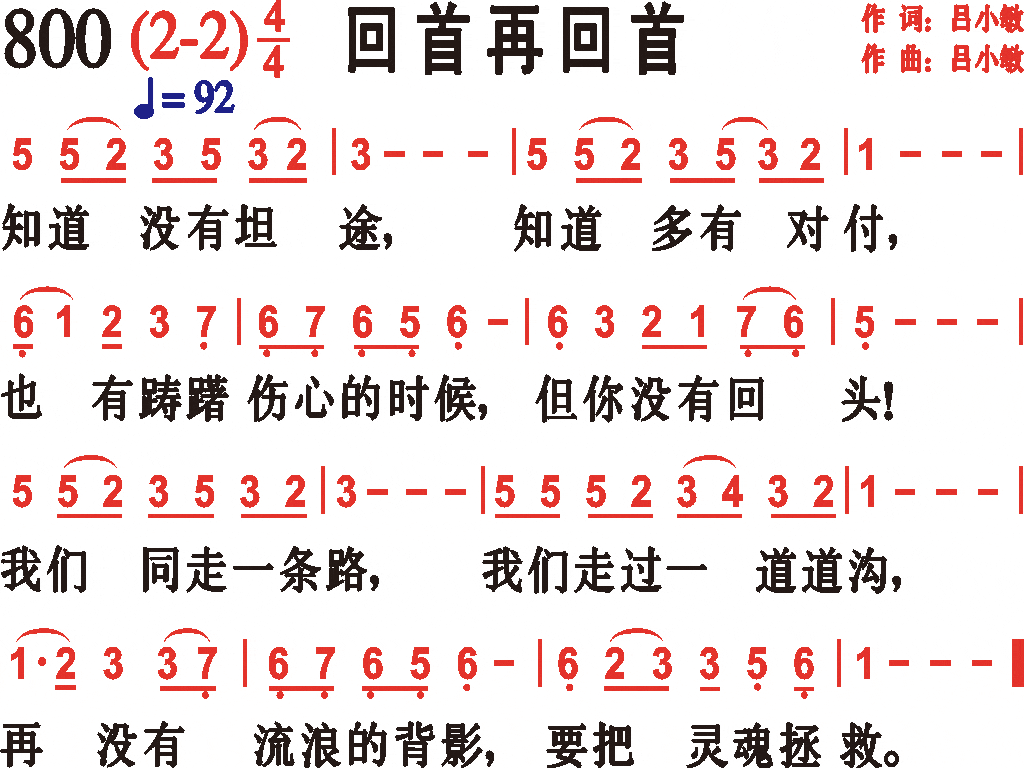 800 (2-2) 4/4 回首再回首 作 词：吕小敏
♩= 92 作 曲：吕小敏
5 5 2 3 5 3 2 | 3 - - - | 5 5 2 3 5 3 2 | 1 - - - |
知道 没有坦 途， 知道 多有 对付，
6 1 2 3 7 | 6 7 6 5 6 - | 6 3 2 1 7 6 | 5 - - - |
也 有踌躇 伤心的时候， 但你没有回 头！
5 5 2 3 5 3 2 | 3 - - - | 5 5 5 2 3 4 3 2 | 1 - - - |
我们 同走一条路， 我们走过一 道道沟，
1· 2 3 3 7 | 6 7 6 5 6 - | 6 2 3 3 5 6 | 1 - - -
再 没有 流浪的背影， 要把 灵魂拯 救。